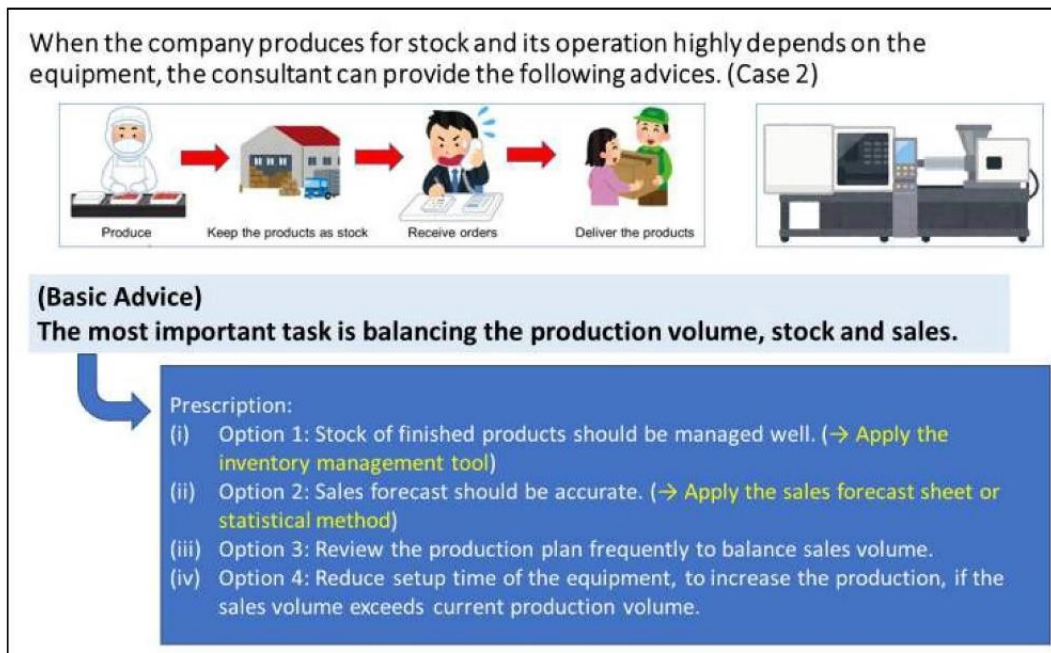 When the company produces for stock and its operation highly depends on the
equipment, the consultant can provide the following advices. (Case 2)
Produce
Keep the products as stock
Receive orders
Deliver the products
(Basic Advice)
The most important task is balancing the production volume, stock and sales.
Prescription:
(i) Option 1: Stock of finished products should be managed well. (→ Apply the
inventory management tool)
(ii) Option 2: Sales forecast should be accurate. (→ Apply the sales forecast sheet or
statistical method)
(iii) Option 3: Review the production plan frequently to balance sales volume.
(iv) Option 4: Reduce setup time of the equipment, to increase the production, if the
sales volume exceeds current production volume.